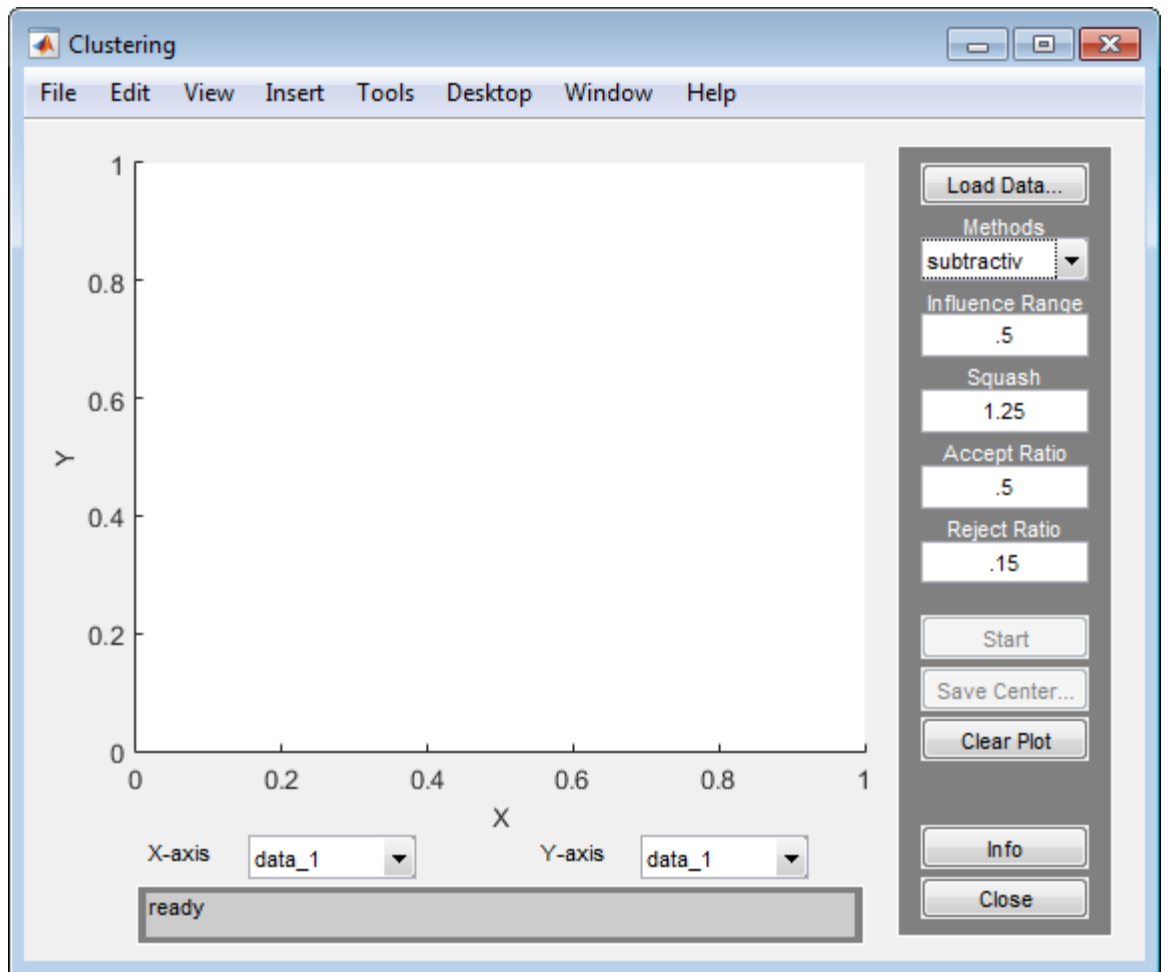 Clustering
File Edit View Insert Tools Desktop Window Help
1
0.8
0.6
0.4
0.2
0
Y
0 0.2 0.4 0.6 0.8 1
X
X-axis data_1 Y-axis data_1
ready
Load Data...
Methods
subtractiv
Influence Range
.5
Squash
1.25
Accept Ratio
.5
Reject Ratio
.15
Start
Save Center...
Clear Plot
Info
Close